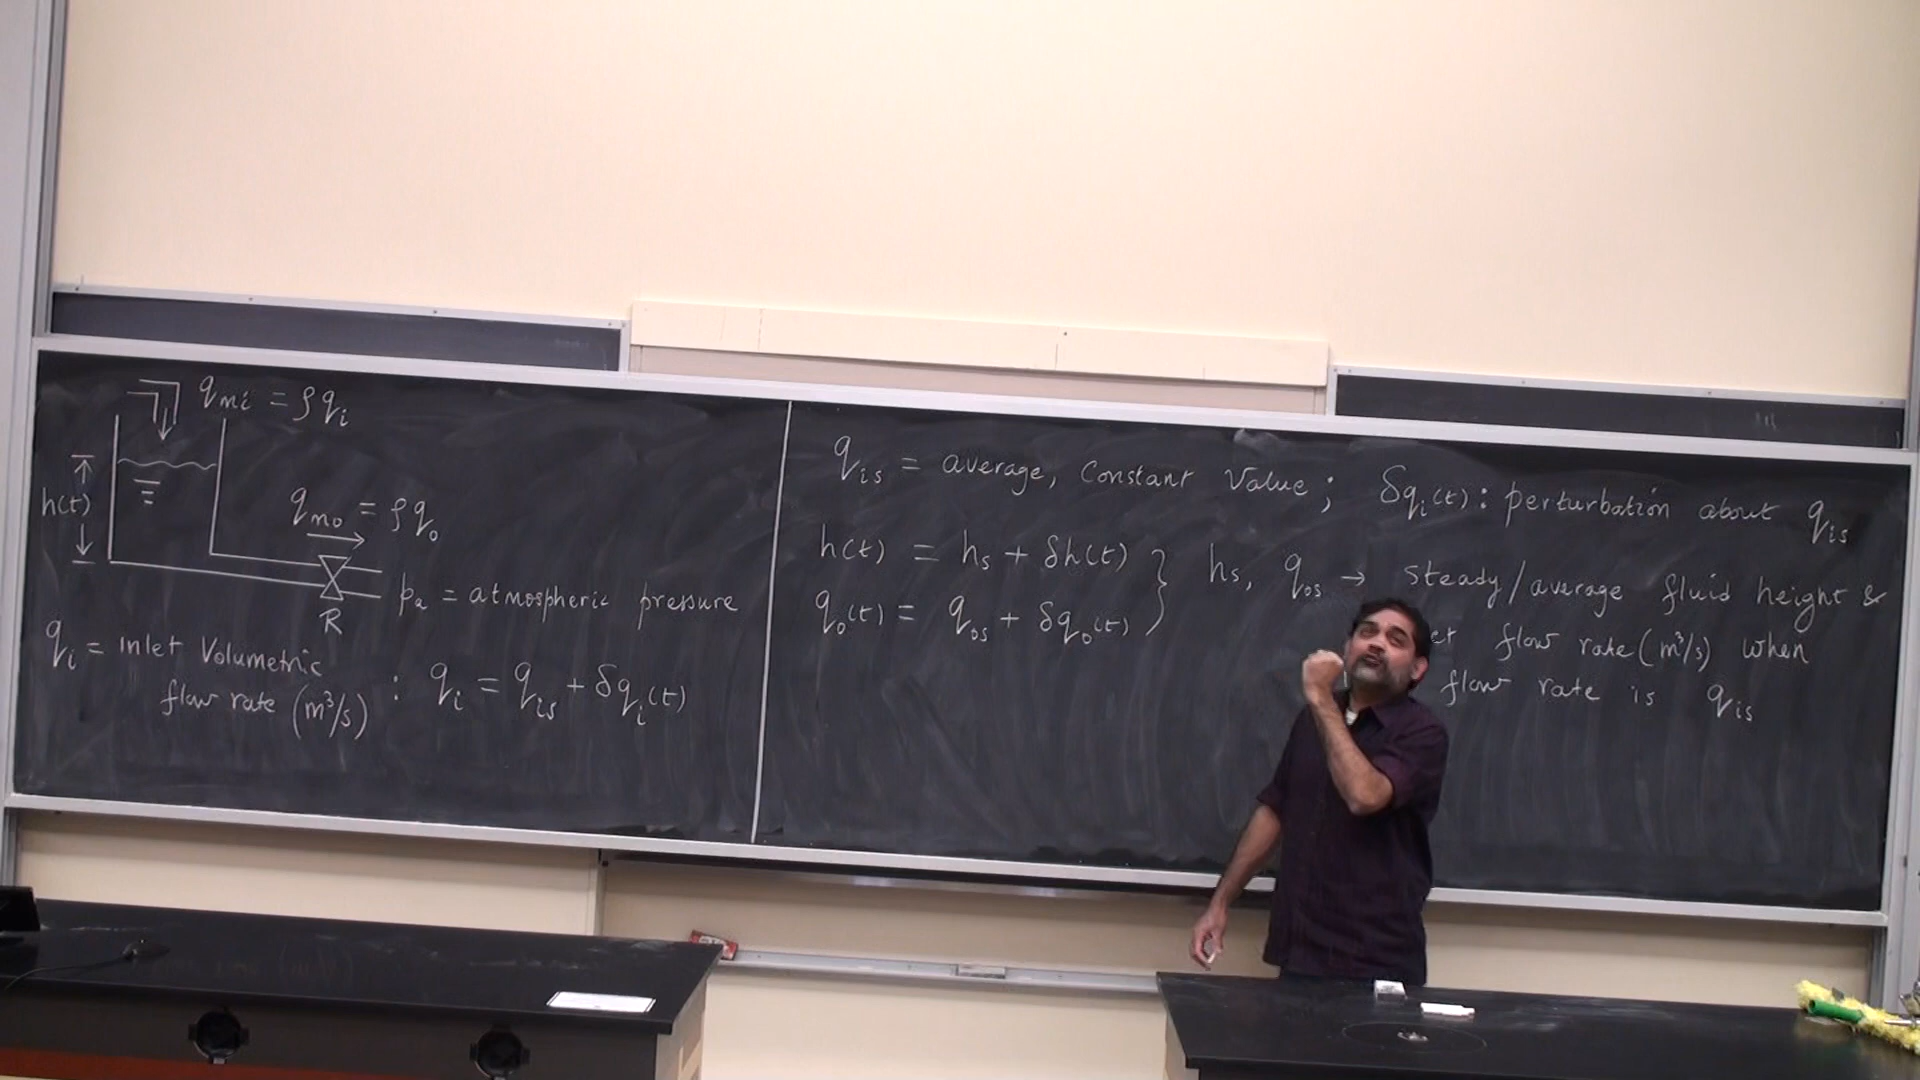 q_mi = ρq_i
h(t)
q_mo = ρq_o
p_a = atmospheric pressure
R
q_i = inlet Volumetric
flow rate (m³/s) : q_i = q_is + δq_i(t)
q_is = average, Constant Value ; δq_i(t) : perturbation about q_is
h(t) = h_s + δh(t) } h_s, q_os → steady/average fluid height &
q_o(t) = q_os + δq_o(t)
flow rate (m³/s) when
flow rate is q_is